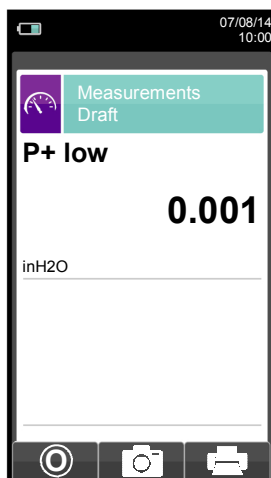 07/08/14
10:00
Measurements
Draft
P+ low
0.001
inH2O